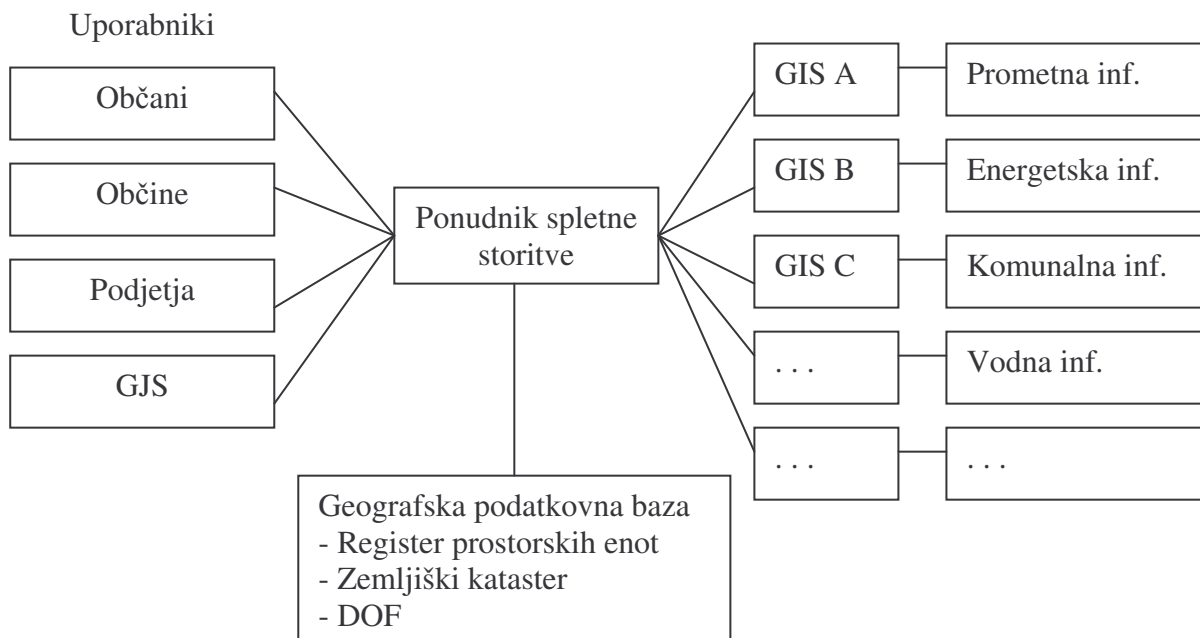 Uporabniki
Občani
Občine
Podjetja
GJS
Ponudnik spletne
storitve
Geografska podatkovna baza
- Register prostorskih enot
- Zemljiški kataster
- DOF
GIS A
Prometna inf.
GIS B
Energetska inf.
GIS C
Komunalna inf.
. . .
Vodna inf.
. . .
. . .